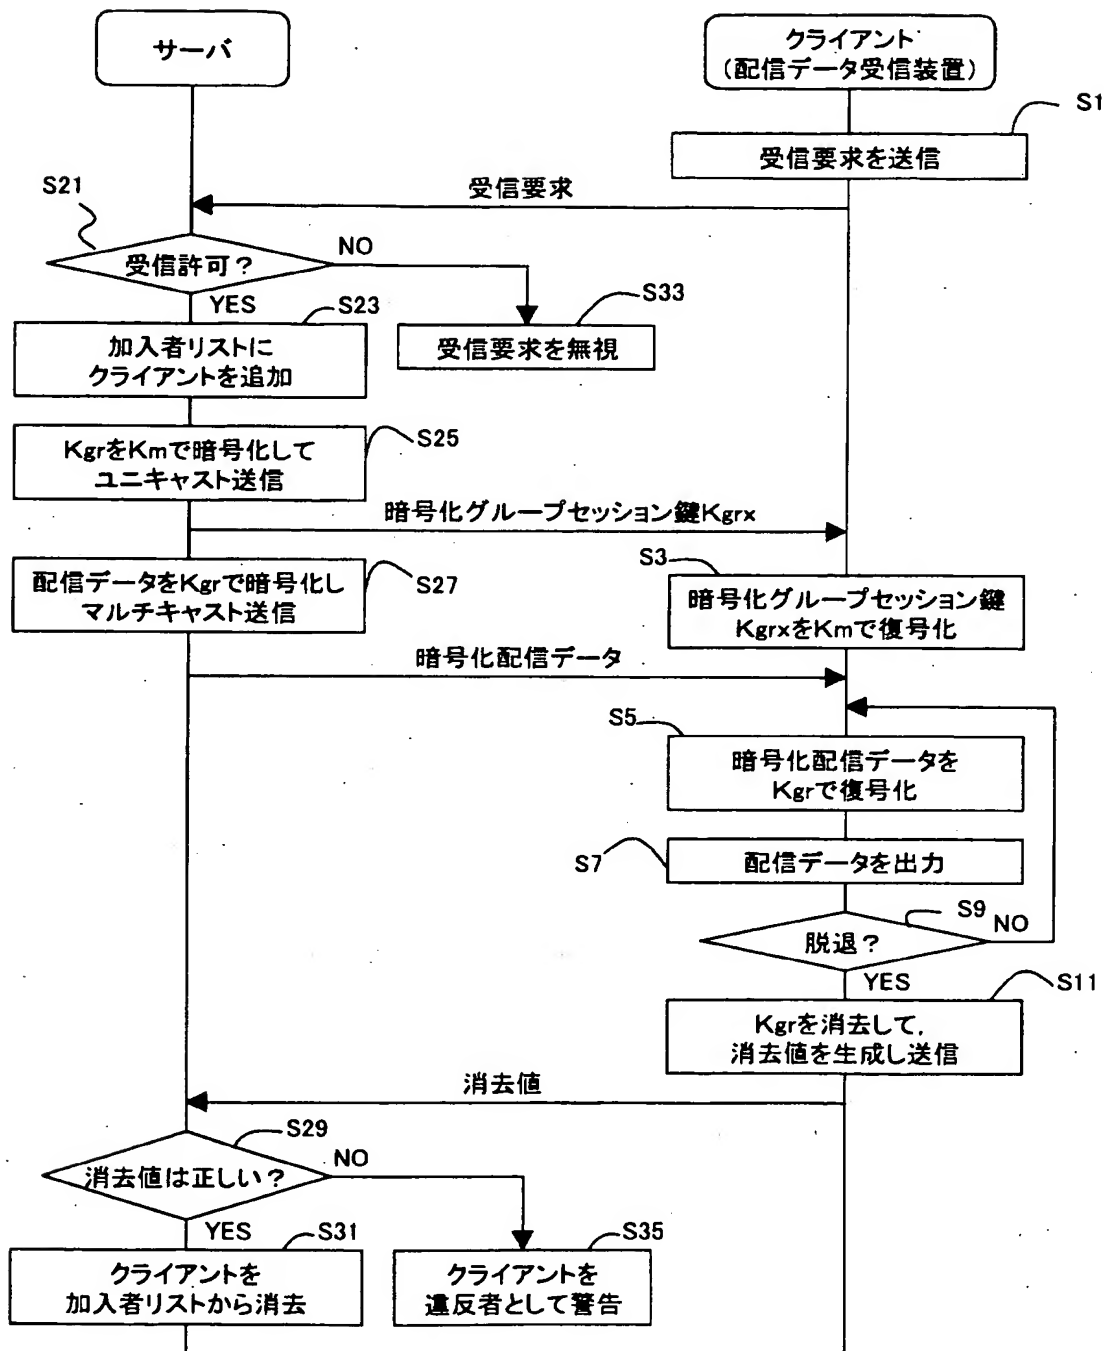 サーバ
クライアント
(配信データ受信装置)
S1
受信要求を送信
受信要求
S21
受信許可?
NO
YES
S23
S33
加入者リストに
クライアントを追加
受信要求を無視
KgrをKmで暗号化して
ユニキャスト送信
S25
暗号化グループセッション鍵Kgrx
配信データをKgrで暗号化し
マルチキャスト送信
S27
S3
暗号化グループセッション鍵
KgrxをKmで復号化
暗号化配信データ
S5
暗号化配信データを
Kgrで復号化
S7
配信データを出力
S9
脱退?
NO
YES
S11
Kgrを消去して,
消去値を生成し送信
消去値
S29
消去値は正しい?
NO
YES
S31
S35
クライアントを
加入者リストから消去
クライアントを
違反者として警告